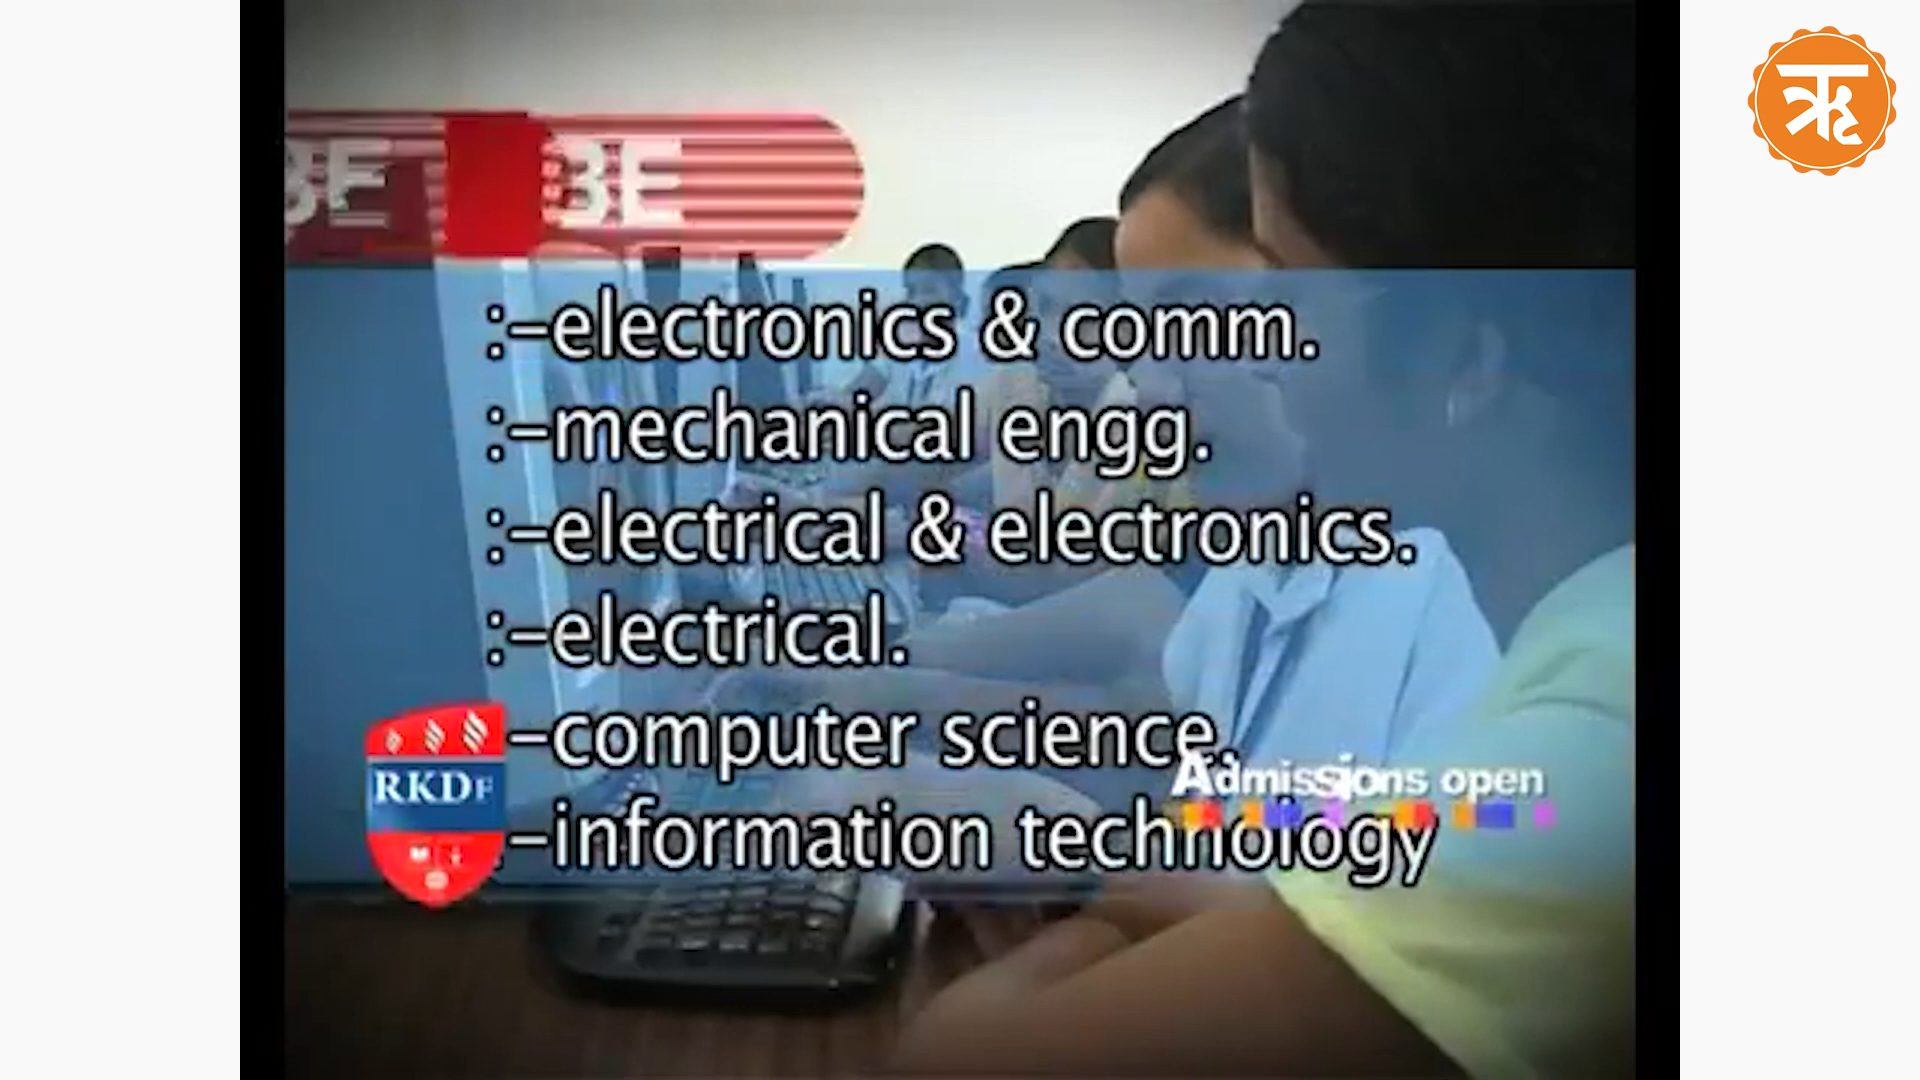 BE BE
:-electronics & comm.
:-mechanical engg.
:-electrical & electronics.
:-electrical.
-computer science.
Admissions open
RKDF
-information technology
ऋ